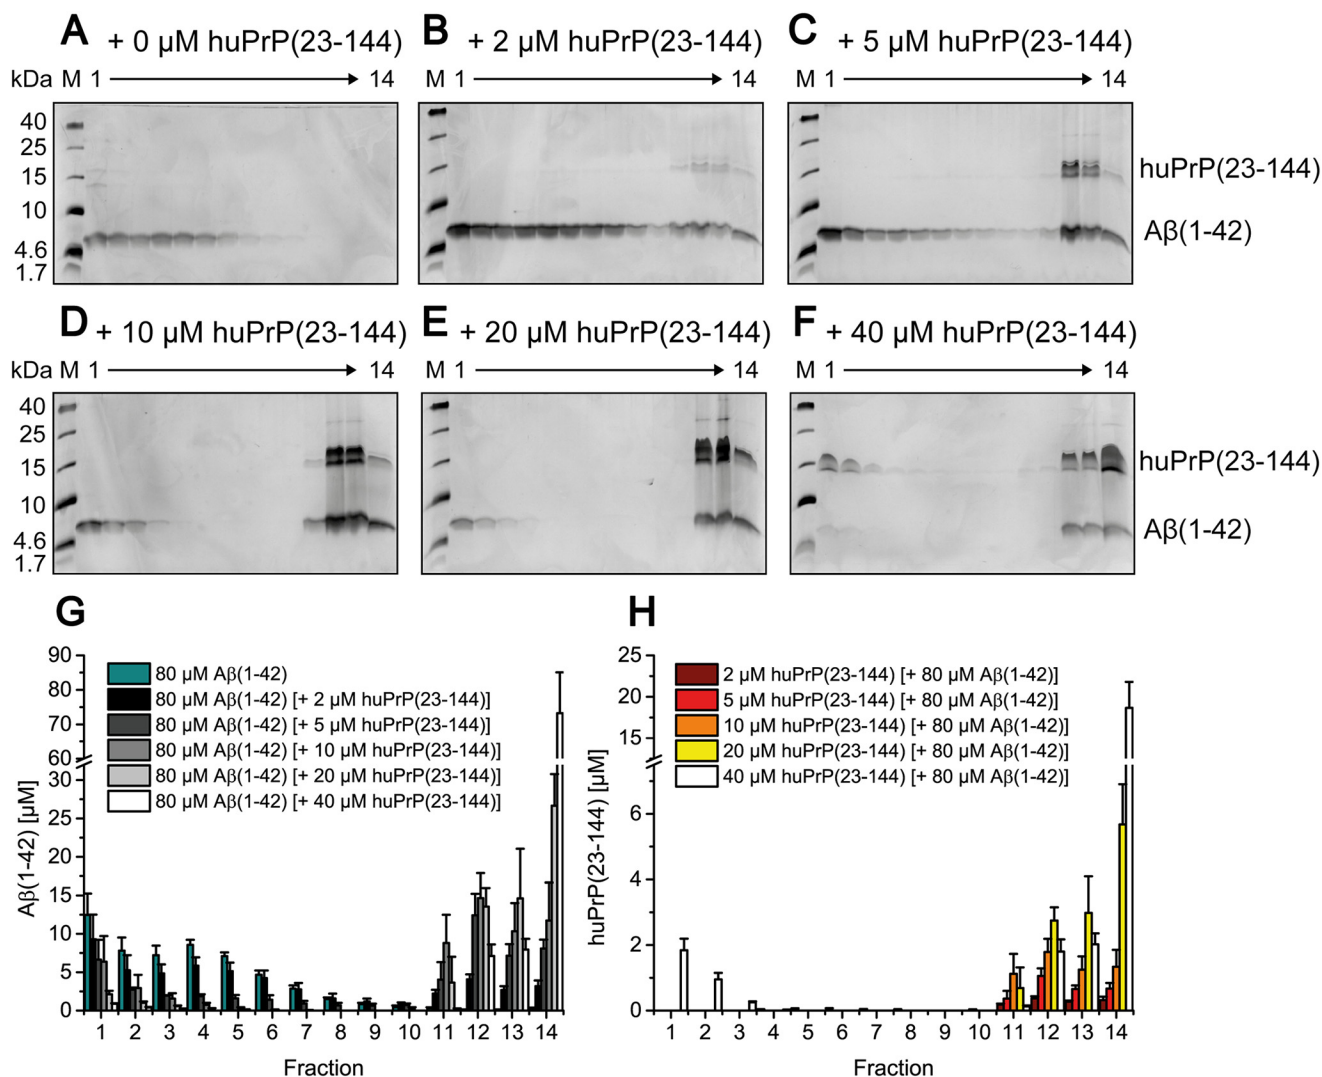 A + 0 µM huPrP(23-144)
B + 2 µM huPrP(23-144)
C + 5 µM huPrP(23-144)
kDa M 1 14
M 1 14
M 1 14
40
25
15
10
4.6
1.7
huPrP(23-144)
Aβ(1-42)
D + 10 µM huPrP(23-144)
E + 20 µM huPrP(23-144)
F + 40 µM huPrP(23-144)
kDa M 1 14
M 1 14
M 1 14
40
25
15
10
4.6
1.7
huPrP(23-144)
Aβ(1-42)
G
90
80
70
60
30
25
20
15
10
5
0
Aβ(1-42) [µM]
80 µM Aβ(1-42)
80 µM Aβ(1-42) [+ 2 µM huPrP(23-144)]
80 µM Aβ(1-42) [+ 5 µM huPrP(23-144)]
80 µM Aβ(1-42) [+ 10 µM huPrP(23-144)]
80 µM Aβ(1-42) [+ 20 µM huPrP(23-144)]
80 µM Aβ(1-42) [+ 40 µM huPrP(23-144)]
1 2 3 4 5 6 7 8 9 10 11 12 13 14
Fraction
H
25
20
15
6
4
2
0
huPrP(23-144) [µM]
2 µM huPrP(23-144) [+ 80 µM Aβ(1-42)]
5 µM huPrP(23-144) [+ 80 µM Aβ(1-42)]
10 µM huPrP(23-144) [+ 80 µM Aβ(1-42)]
20 µM huPrP(23-144) [+ 80 µM Aβ(1-42)]
40 µM huPrP(23-144) [+ 80 µM Aβ(1-42)]
1 2 3 4 5 6 7 8 9 10 11 12 13 14
Fraction